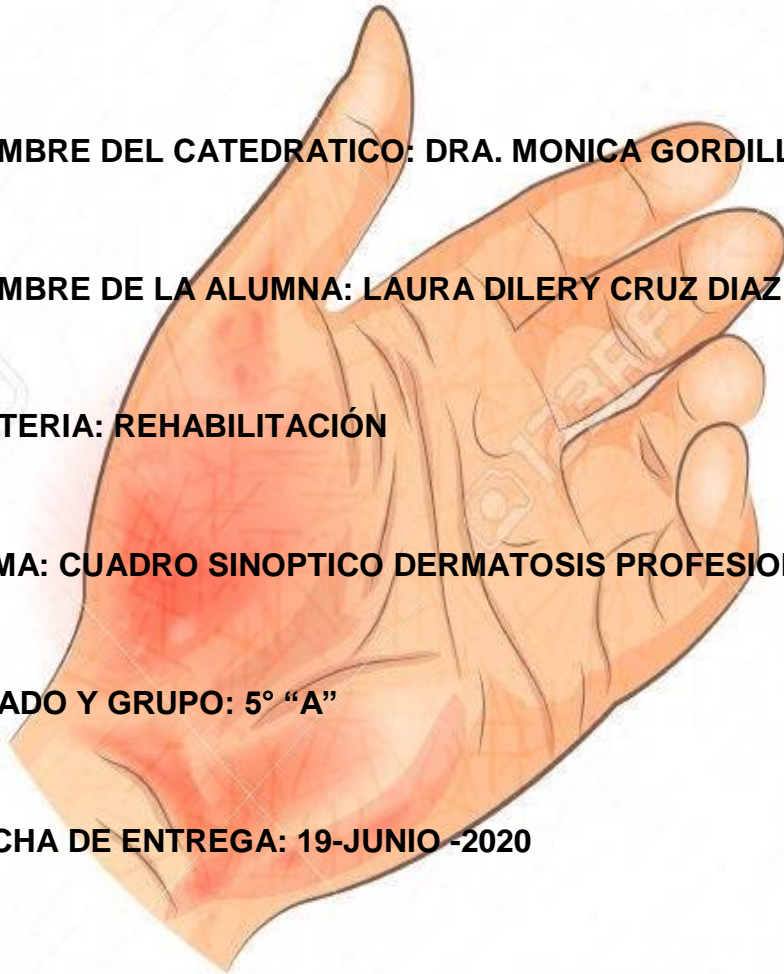 MBRE DEL CATEDRATICO: DRA. MONICA GORDILL
MBRE DE LA ALUMNA: LAURA DILERY CRUZ DIAZ
TERIA: REHABILITACIÓN
MA: CUADRO SINOPTICO DERMATOSIS PROFESIO
ADO Y GRUPO: 5° “A”
CHA DE ENTREGA: 19-JUNIO -2020
123RF